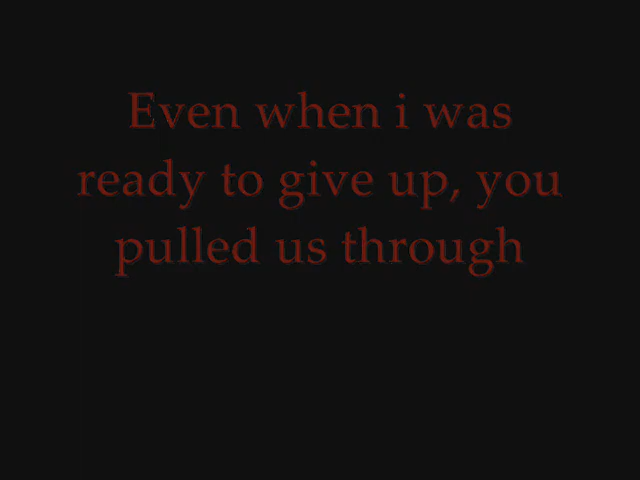 Even when i was
ready to give up, you
pulled us through